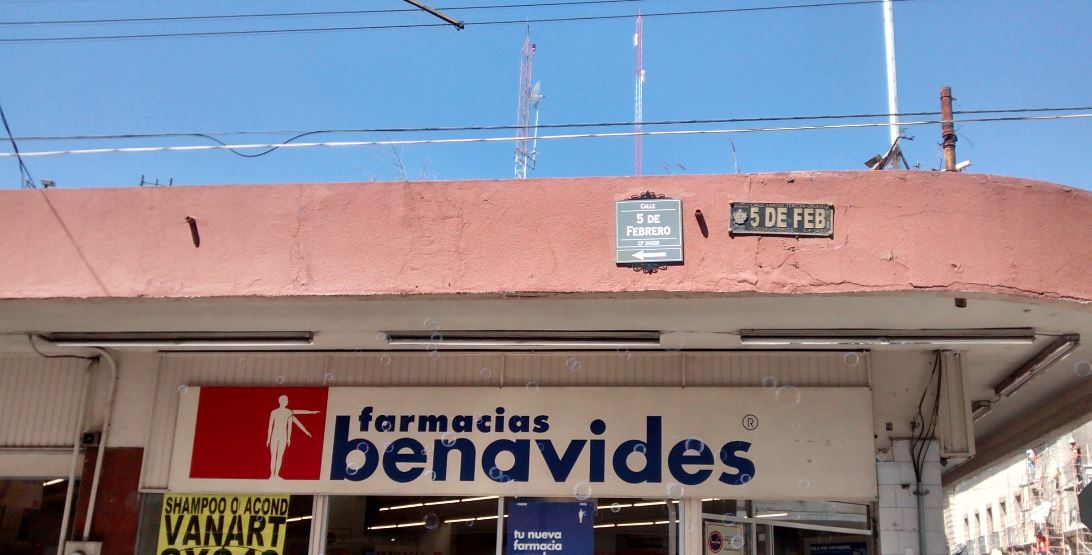 CALLE
5 DE
FEBRERO
CP 34000
5 DE FEB
farmacias
benavides®
SHAMPOO O ACOND
VANART
tu nueva
farmacia